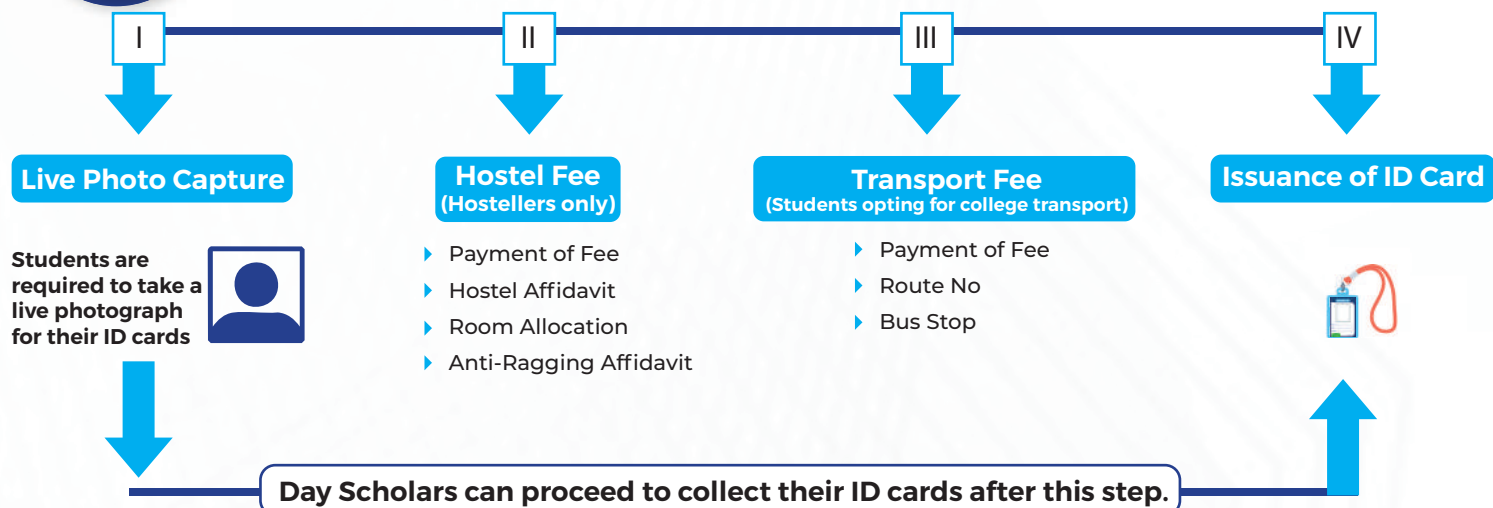 I
II
III
IV
Live Photo Capture
Students are
required to take a
live photograph
for their ID cards
Hostel Fee
(Hostellers only)
Payment of Fee
Hostel Affidavit
Room Allocation
Anti-Ragging Affidavit
Transport Fee
(Students opting for college transport)
Payment of Fee
Route No
Bus Stop
Issuance of ID Card
Day Scholars can proceed to collect their ID cards after this step.